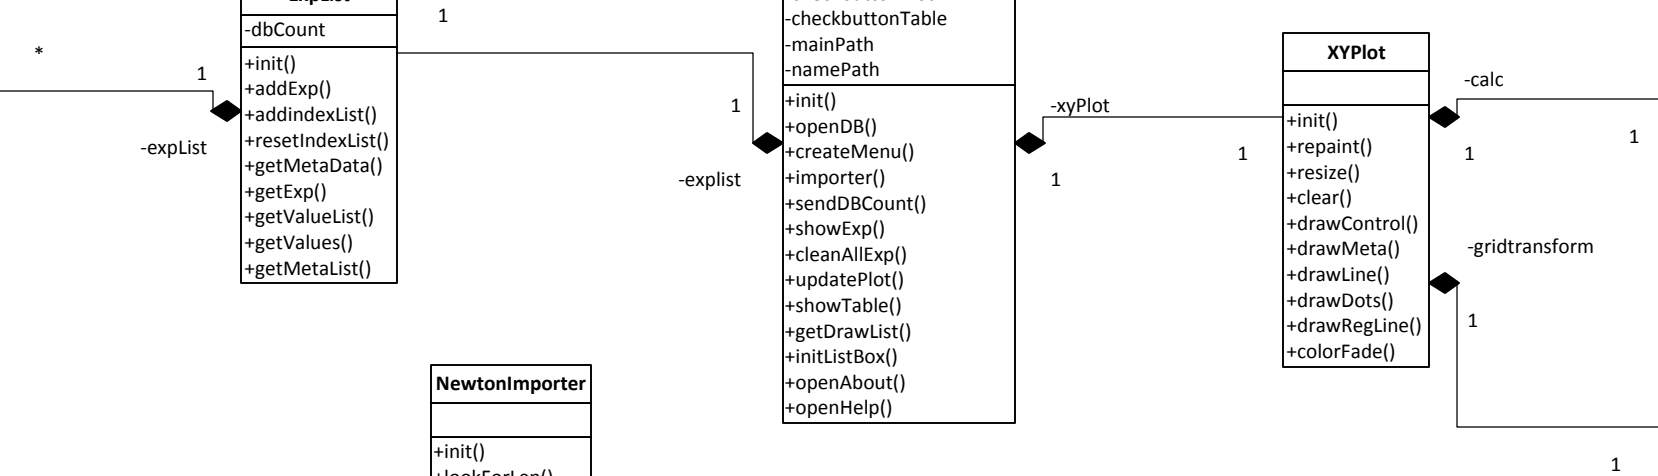 -dbCount
+init()
+addExp()
+addindexList()
+resetIndexList()
+getMetaData()
+getExp()
+getValueList()
+getValues()
+getMetaList()
*
1
-expList
1
1
-explist
-checkbuttonTable
-mainPath
-namePath
+init()
+openDB()
+createMenu()
+importer()
+sendDBCount()
+showExp()
+cleanAllExp()
+updatePlot()
+showTable()
+getDrawList()
+initListBox()
+openAbout()
+openHelp()
-xyPlot
1
1
XYPlot
+init()
+repaint()
+resize()
+clear()
+drawControl()
+drawMeta()
+drawLine()
+drawDots()
+drawRegLine()
+colorFade()
-calc
1
1
-gridtransform
1
1
NewtonImporter
+init()